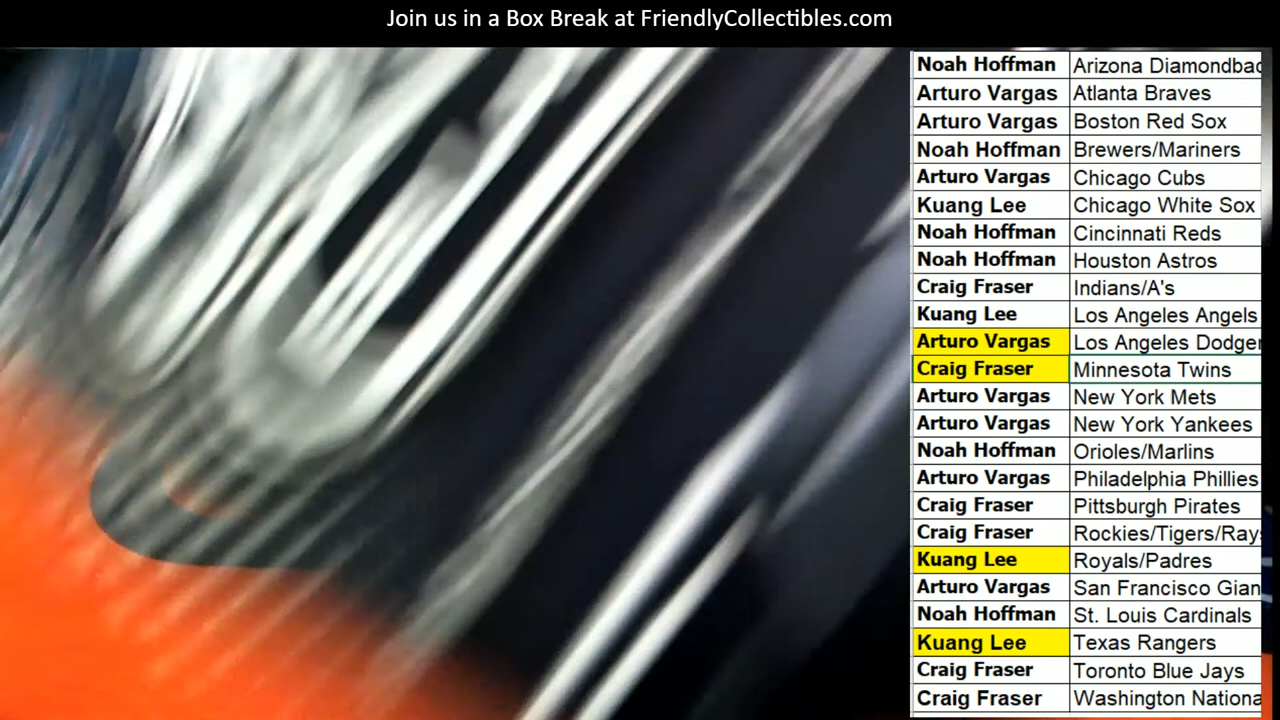 Join us in a Box Break at FriendlyCollectibles.com
Noah Hoffman Arizona Diamondbac
Arturo Vargas Atlanta Braves
Arturo Vargas Boston Red Sox
Noah Hoffman Brewers/Mariners
Arturo Vargas Chicago Cubs
Kuang Lee Chicago White Sox
Noah Hoffman Cincinnati Reds
Noah Hoffman Houston Astros
Craig Fraser Indians/A's
Kuang Lee Los Angeles Angels
Arturo Vargas Los Angeles Dodger
Craig Fraser Minnesota Twins
Arturo Vargas New York Mets
Arturo Vargas New York Yankees
Noah Hoffman Orioles/Marlins
Arturo Vargas Philadelphia Phillies
Craig Fraser Pittsburgh Pirates
Craig Fraser Rockies/Tigers/Ray
Kuang Lee Royals/Padres
Arturo Vargas San Francisco Gian
Noah Hoffman St. Louis Cardinals
Kuang Lee Texas Rangers
Craig Fraser Toronto Blue Jays
Craig Fraser Washington Nationa